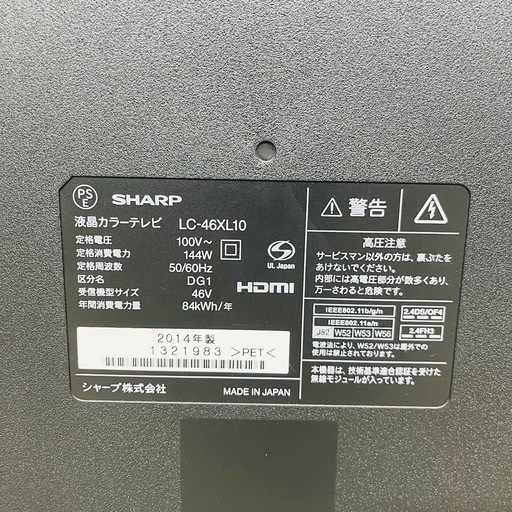 PS
E
SHARP
液晶カラーテレビ LC-46XL10
定格電圧 100V~
定格消費電力 144W
定格周波数 50/60Hz
区分名 DG1
受信機型サイズ 46V
年間消費電力量 84kWh/年
UL Japan
HDMI
2014年製
1321983 >PET<
シャープ株式会社 MADE IN JAPAN
警告
高圧注意
サービスマン以外の方は、裏ぶたを
あけないでください。
内部には高電圧部分が数多くあり、
万一さわると危険です。
IEEE802.11b/g/n
IEEE802.11a/n
J52 W52 W53 W56
2.4DS/OF4
2.4FH3
電波法により、W52/W53は屋外での
使用は禁止されています。
本機器は、技術基準適合認証を受けた
無線モジュールが入っています。